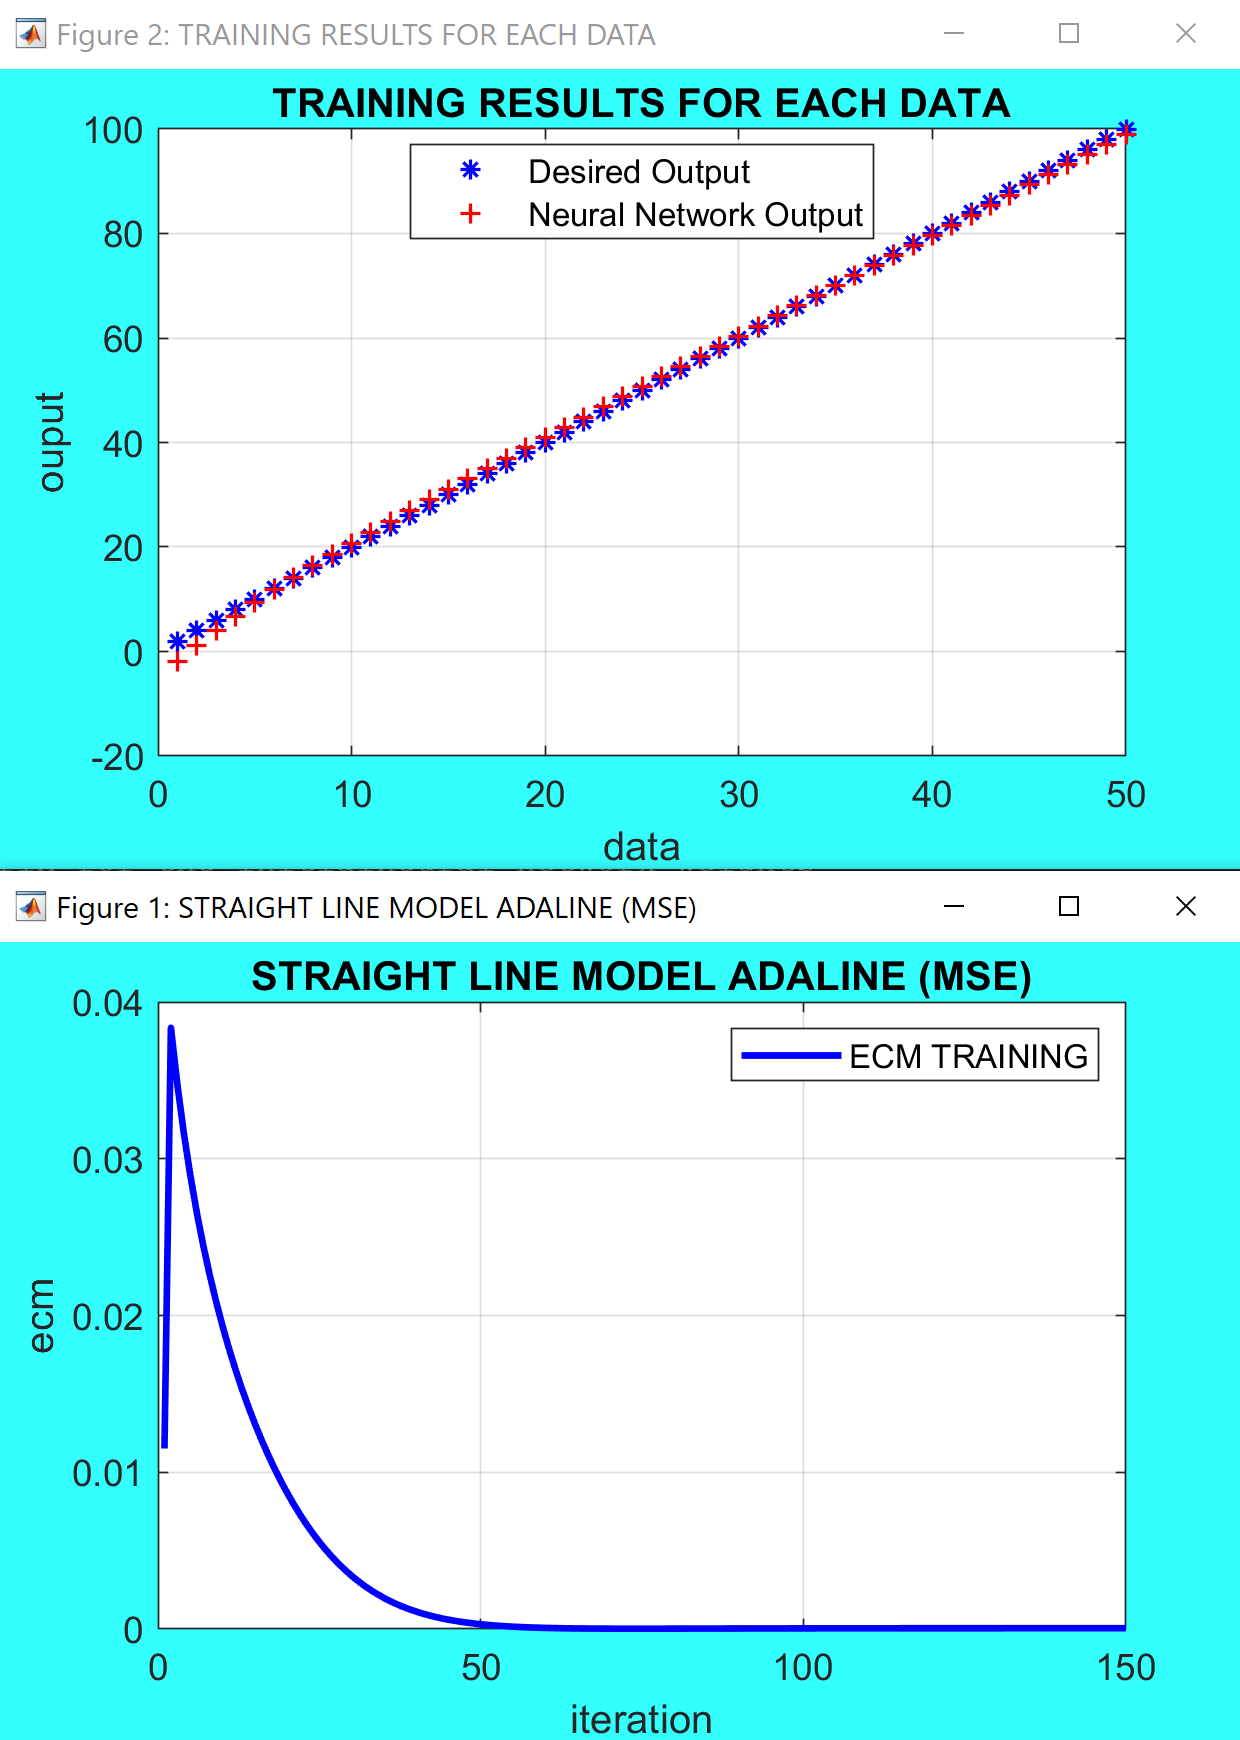 Figure 2: TRAINING RESULTS FOR EACH DATA
TRAINING RESULTS FOR EACH DATA
100
80
60
40
20
0
-20
ouput
Desired Output
Neural Network Output
0 10 20 30 40 50
data
Figure 1: STRAIGHT LINE MODEL ADALINE (MSE)
STRAIGHT LINE MODEL ADALINE (MSE)
0.04
0.03
0.02
0.01
0
ecm
ECM TRAINING
0 50 100 150
iteration